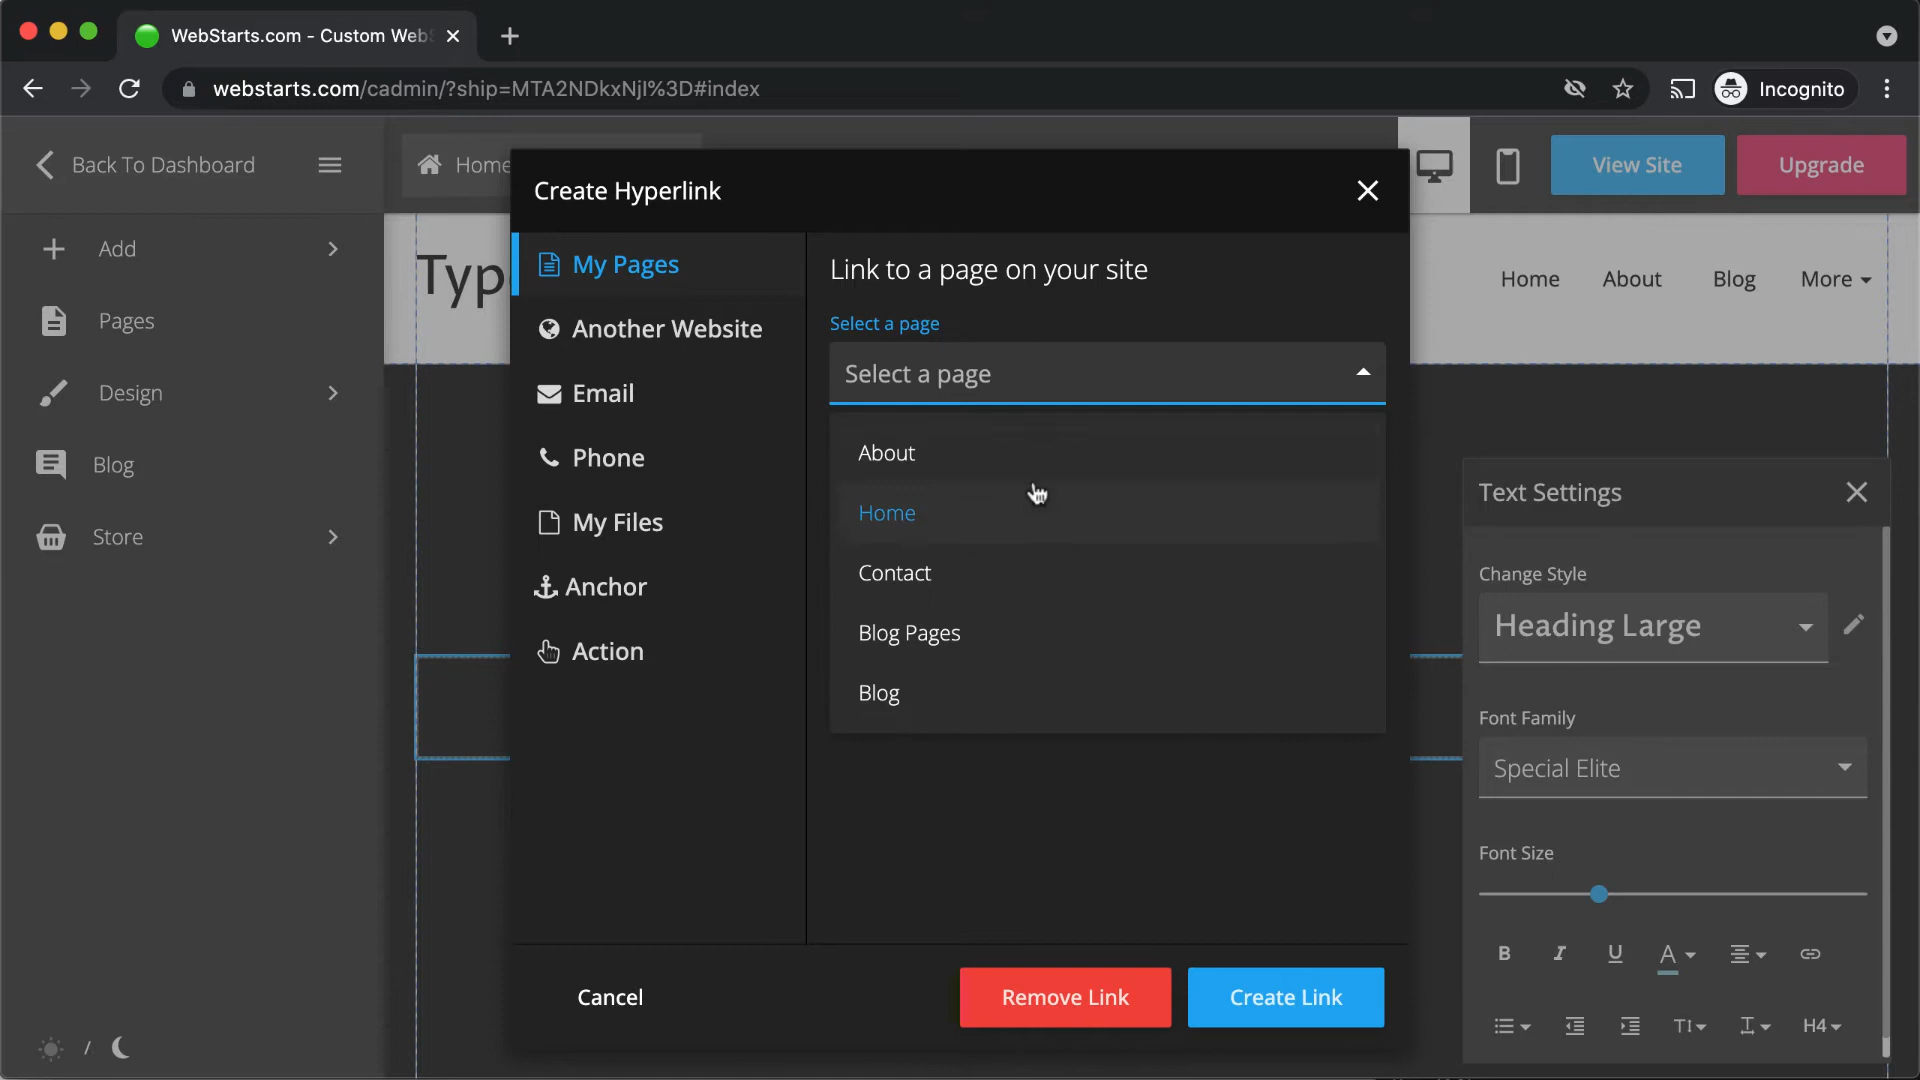 WebStarts.com - Custom Web
webstarts.com/cadmin/?ship=MTA2NDkxNjI%3D#index
Incognito
Back To Dashboard
Home
View Site
Upgrade
Create Hyperlink
Add
Pages
Design
Blog
Store
/
Typ
Home
About
Blog
More
My Pages
Another Website
Email
Phone
My Files
Anchor
Action
Link to a page on your site
Select a page
Select a page
About
Home
Contact
Blog Pages
Blog
Cancel
Remove Link
Create Link
Text Settings
Change Style
Heading Large
Font Family
Special Elite
Font Size
B I U A
H4